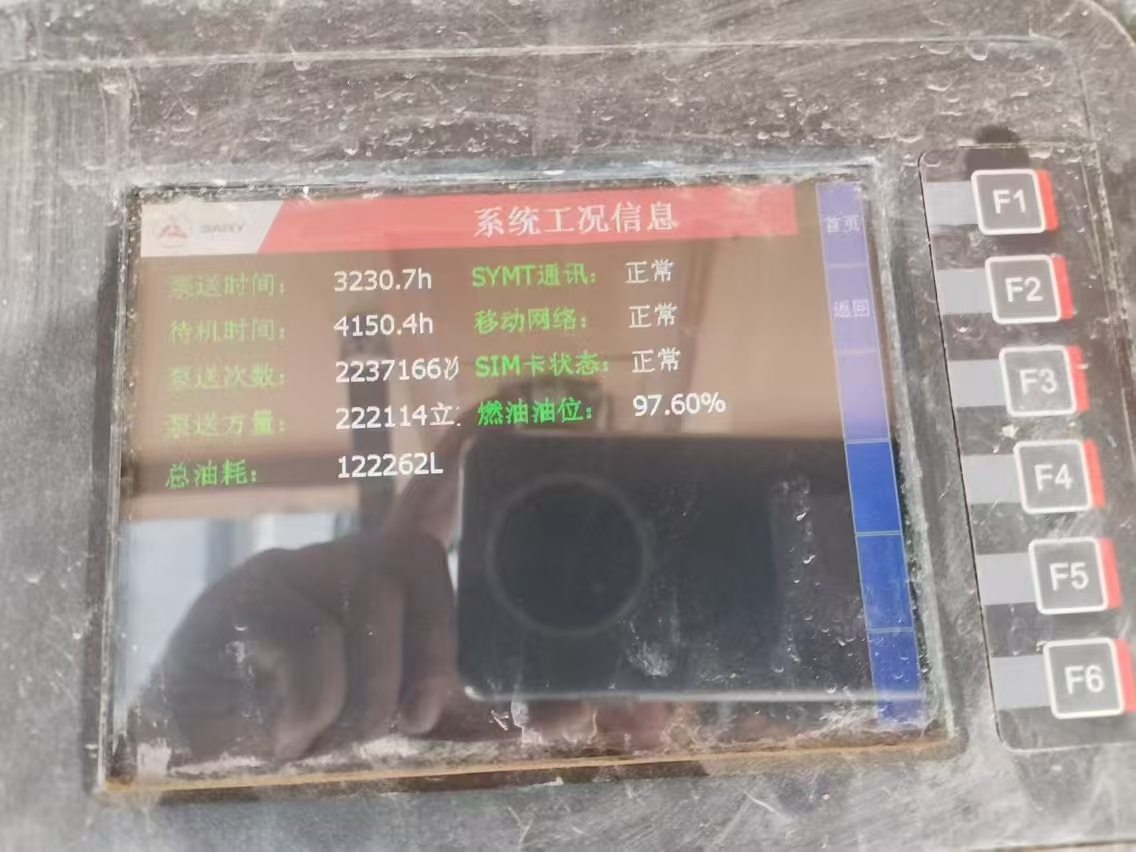 SANY
系统工况信息
首页
泵送时间： 3230.7h SYMT通讯： 正常
待机时间： 4150.4h 移动网络： 正常
返回
泵送次数： 2237166 SIM卡状态： 正常
泵送方量： 222114立 燃油油位： 97.60%
总油耗： 122262L
F1
F2
F3
F4
F5
F6